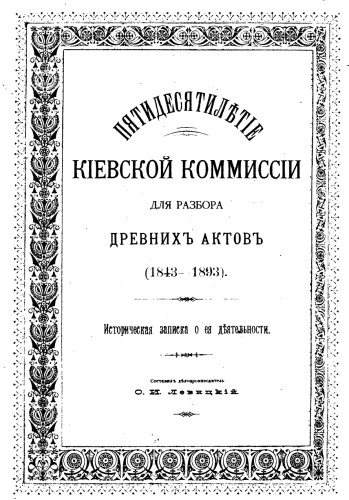 ПЯТИДЕСЯТИЛѢТІЕ
КІЕВСКОЙ КОММИССІИ
ДЛЯ РАЗБОРА
ДРЕВНИХЪ АКТОВЪ
(1843–1893).
Историческая записка о ея дѣятельности.
Составилъ дѣлопроизводитель
О. И. Левицкій.